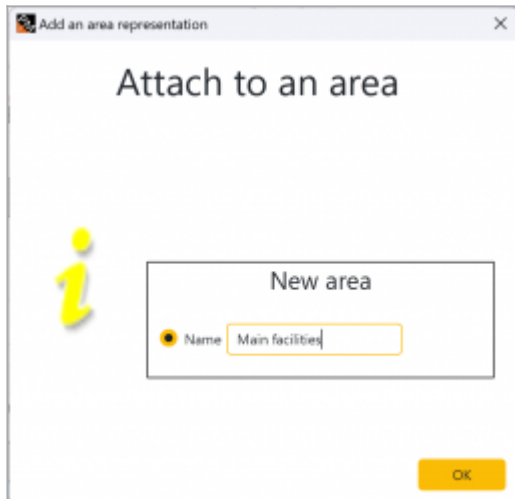 Add an area representation
Attach to an area
New area
Name Main facilities
OK